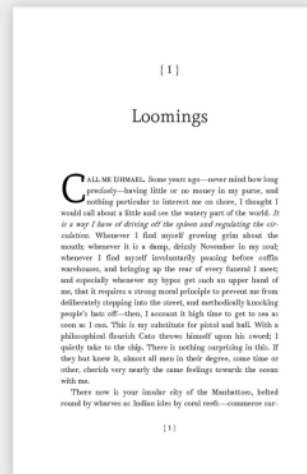 { 1 }
Loomings
CALL ME ISHMAEL. Some years ago—never mind how long
precisely—having little or no money in my purse, and
nothing particular to interest me on shore, I thought I
would sail about a little and see the watery part of the world. It
is a way I have of driving off the spleen and regulating the cir-
culation. Whenever I find myself growing grim about the
mouth; whenever it is a damp, drizzly November in my soul;
whenever I find myself involuntarily pausing before coffin
warehouses, and bringing up the rear of every funeral I meet;
and especially whenever my hypos get such an upper hand of
me, that it requires a strong moral principle to prevent me from
deliberately stepping into the street, and methodically knocking
people's hats off—then, I account it high time to get to sea as
soon as I can. This is my substitute for pistol and ball. With a
philosophical flourish Cato throws himself upon his sword; I
quietly take to the ship. There is nothing surprising in this. If
they but knew it, almost all men in their degree, some time or
other, cherish very nearly the same feelings towards the ocean
with me.
There now is your insular city of the Manhattoes, belted
round by wharves as Indian isles by coral reefs—commerce sur-
[ 1 ]